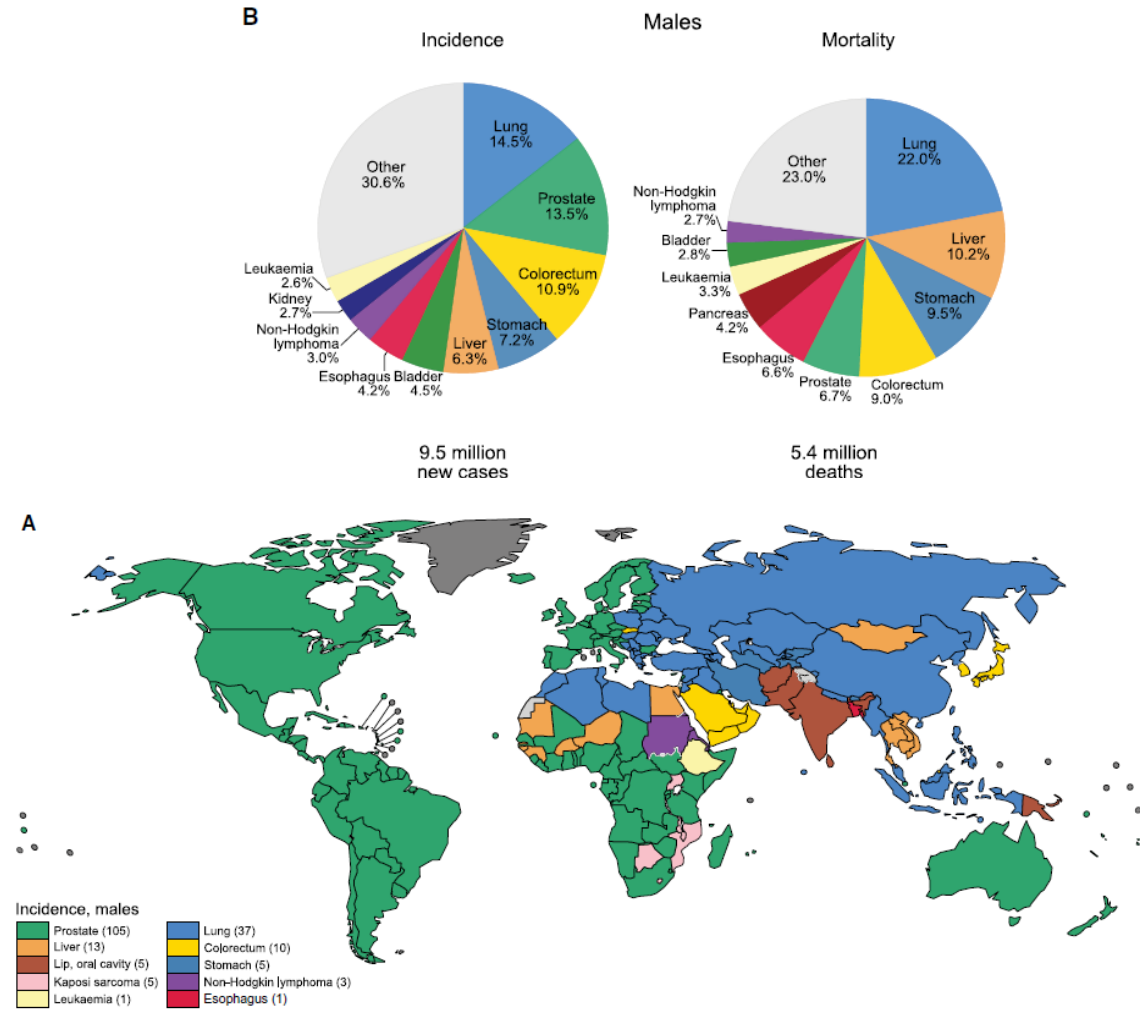 B
Males
Incidence
Mortality
Lung
14.5%
Prostate
13.5%
Colorectum
10.9%
Stomach
7.2%
Liver
6.3%
Bladder
4.5%
Esophagus
4.2%
Non-Hodgkin
lymphoma
3.0%
Kidney
2.7%
Leukaemia
2.6%
Other
30.6%
Lung
22.0%
Liver
10.2%
Stomach
9.5%
Colorectum
9.0%
Prostate
6.7%
Esophagus
6.6%
Pancreas
4.2%
Leukaemia
3.3%
Bladder
2.8%
Non-Hodgkin
lymphoma
2.7%
Other
23.0%
9.5 million
new cases
5.4 million
deaths
A
Incidence, males
Prostate (105)
Liver (13)
Lip, oral cavity (5)
Kaposi sarcoma (5)
Leukaemia (1)
Lung (37)
Colorectum (10)
Stomach (5)
Non-Hodgkin lymphoma (3)
Esophagus (1)